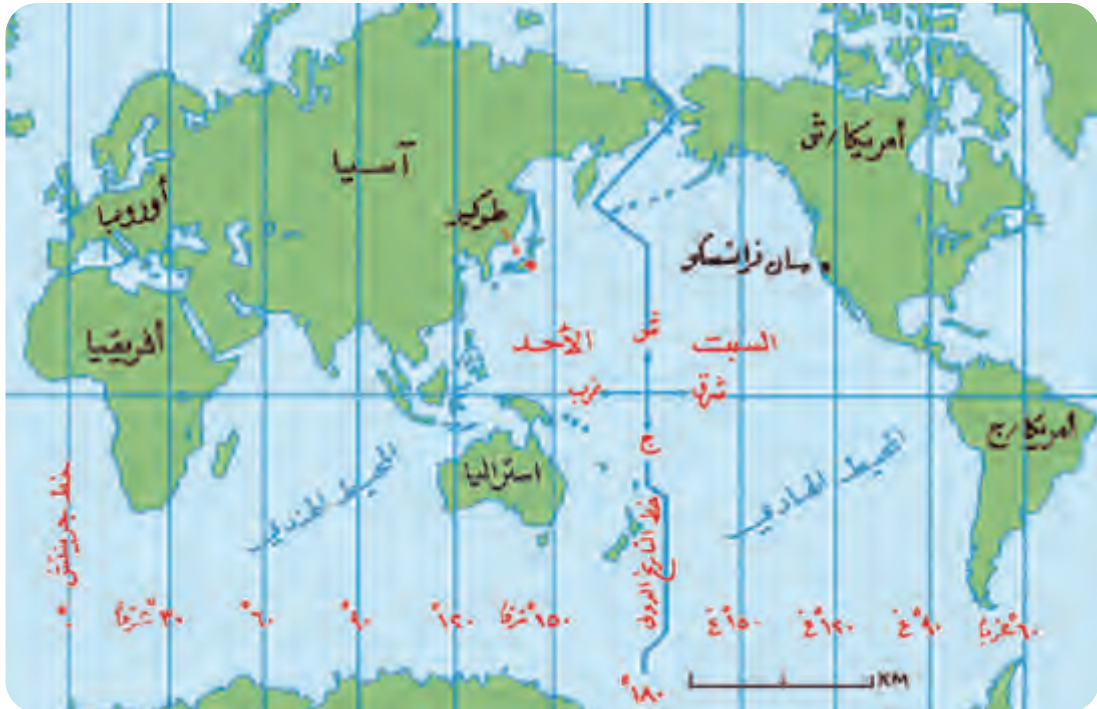 أمريكا/ش
آسيا
أوروبا
طوكيو
سان فرانسسكو
أفريقيا
السبت
ش
الأحد
شرق
غرب
أمريكا/ج
ج
المحيط الهادي
استراليا
المحيط الهندي
خط جرينتش
خط التاريخ الدولي
٠°
٣٠° شرقاً
٦٠°
٩٠°
١٢٠°
١٥٠° شرقاً
١٥٠° غ
١٢٠° غ
٩٠° غ
٦٠° غرباً
١٨٠°
KM